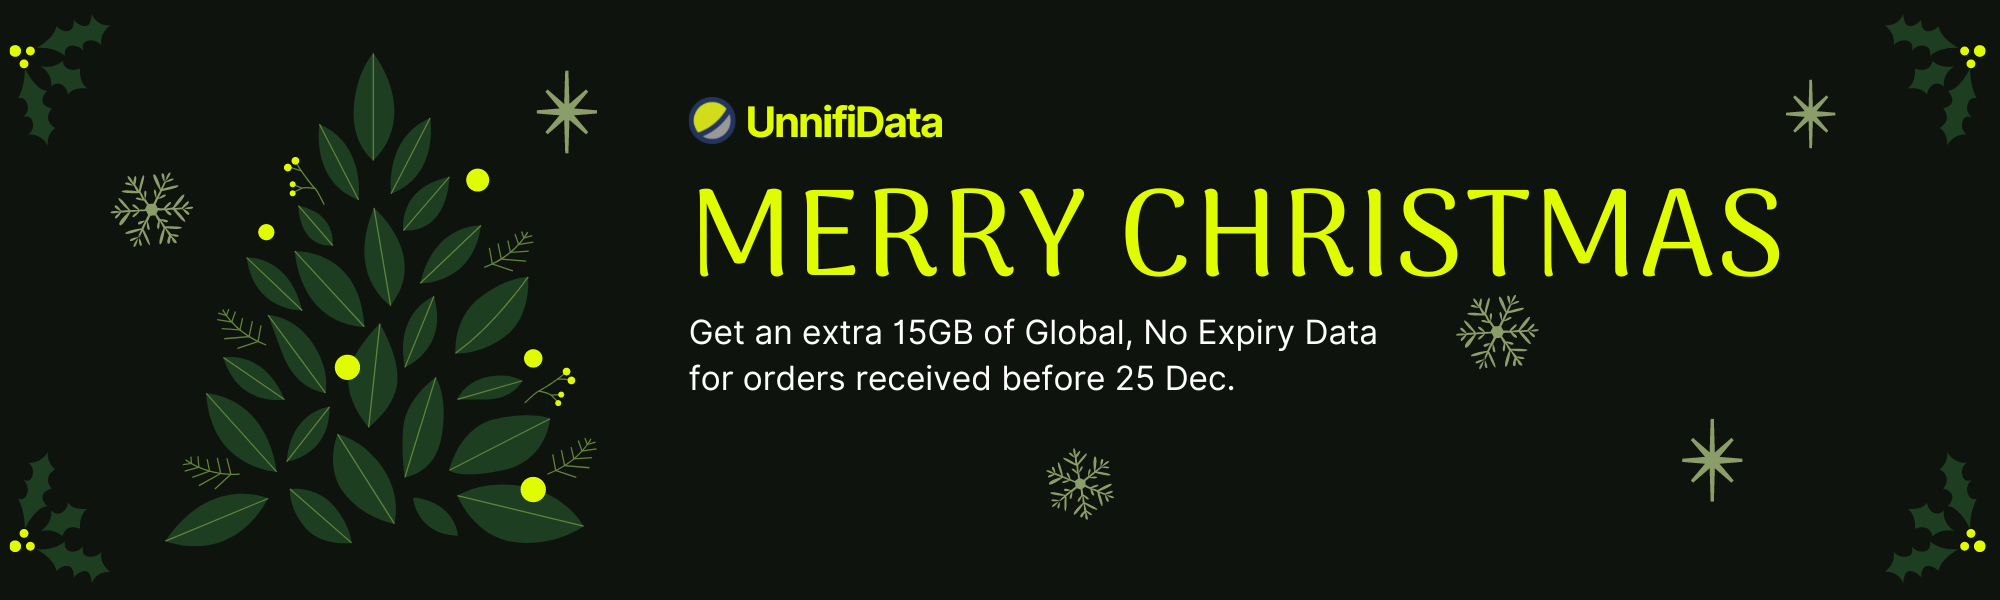 UnnifiData
MERRY CHRISTMAS
Get an extra 15GB of Global, No Expiry Data
for orders received before 25 Dec.